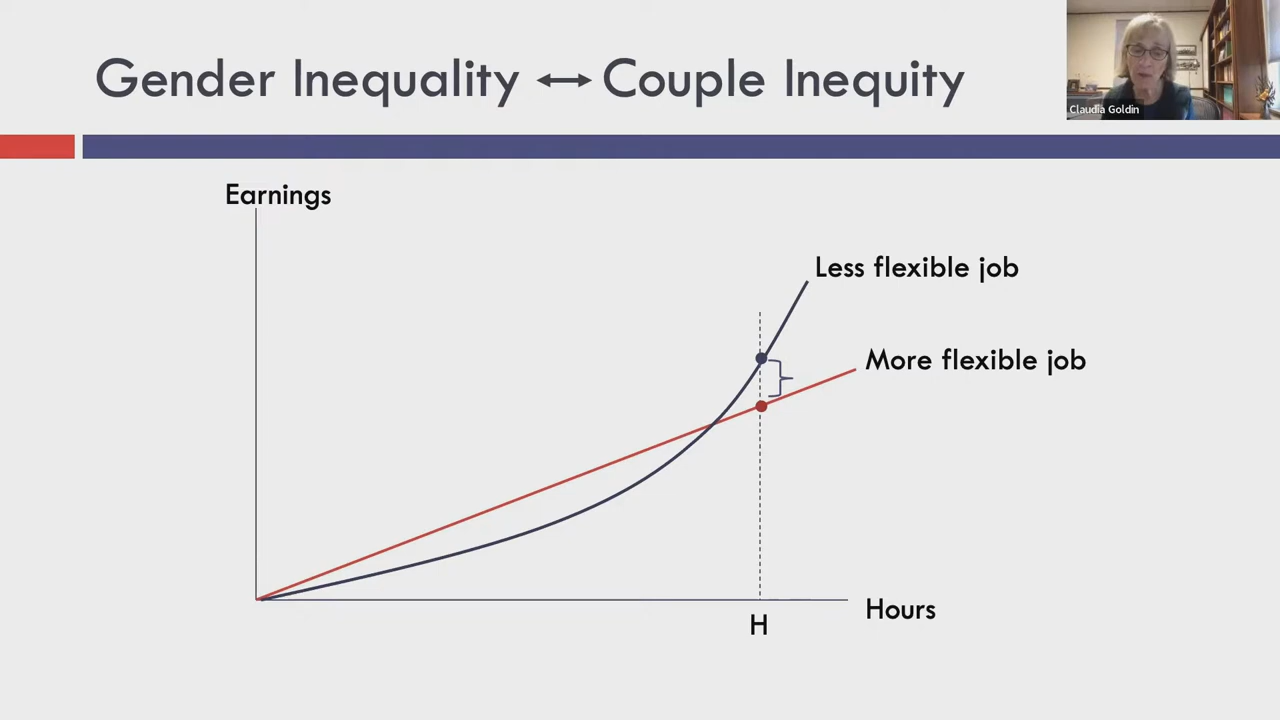 Gender Inequality ↔ Couple Inequity
Claudia Goldin
Earnings
Less flexible job
More flexible job
Hours
H